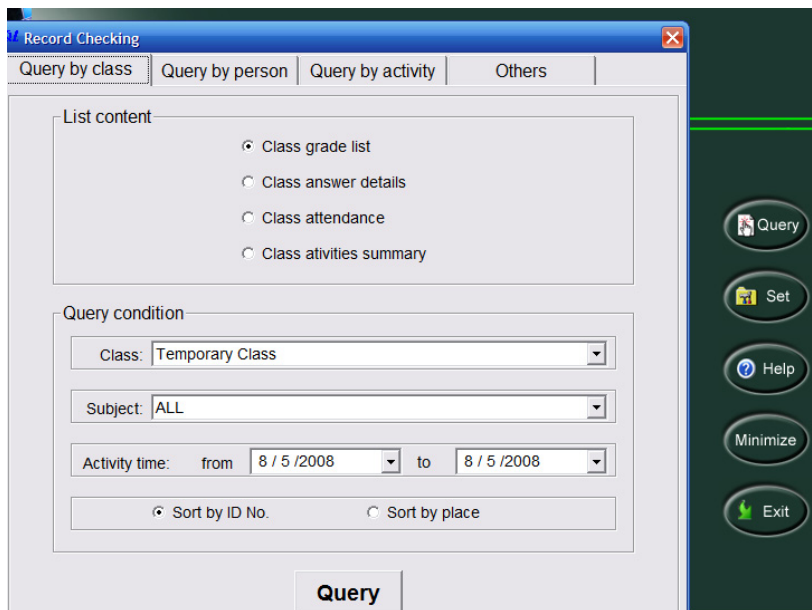 Record Checking
Query by class Query by person Query by activity Others
List content
Class grade list
Class answer details
Class attendance
Class ativities summary
Query condition
Class: Temporary Class
Subject: ALL
Activity time: from 8 / 5 /2008 to 8 / 5 /2008
Sort by ID No. Sort by place
Query
Query
Set
Help
Minimize
Exit